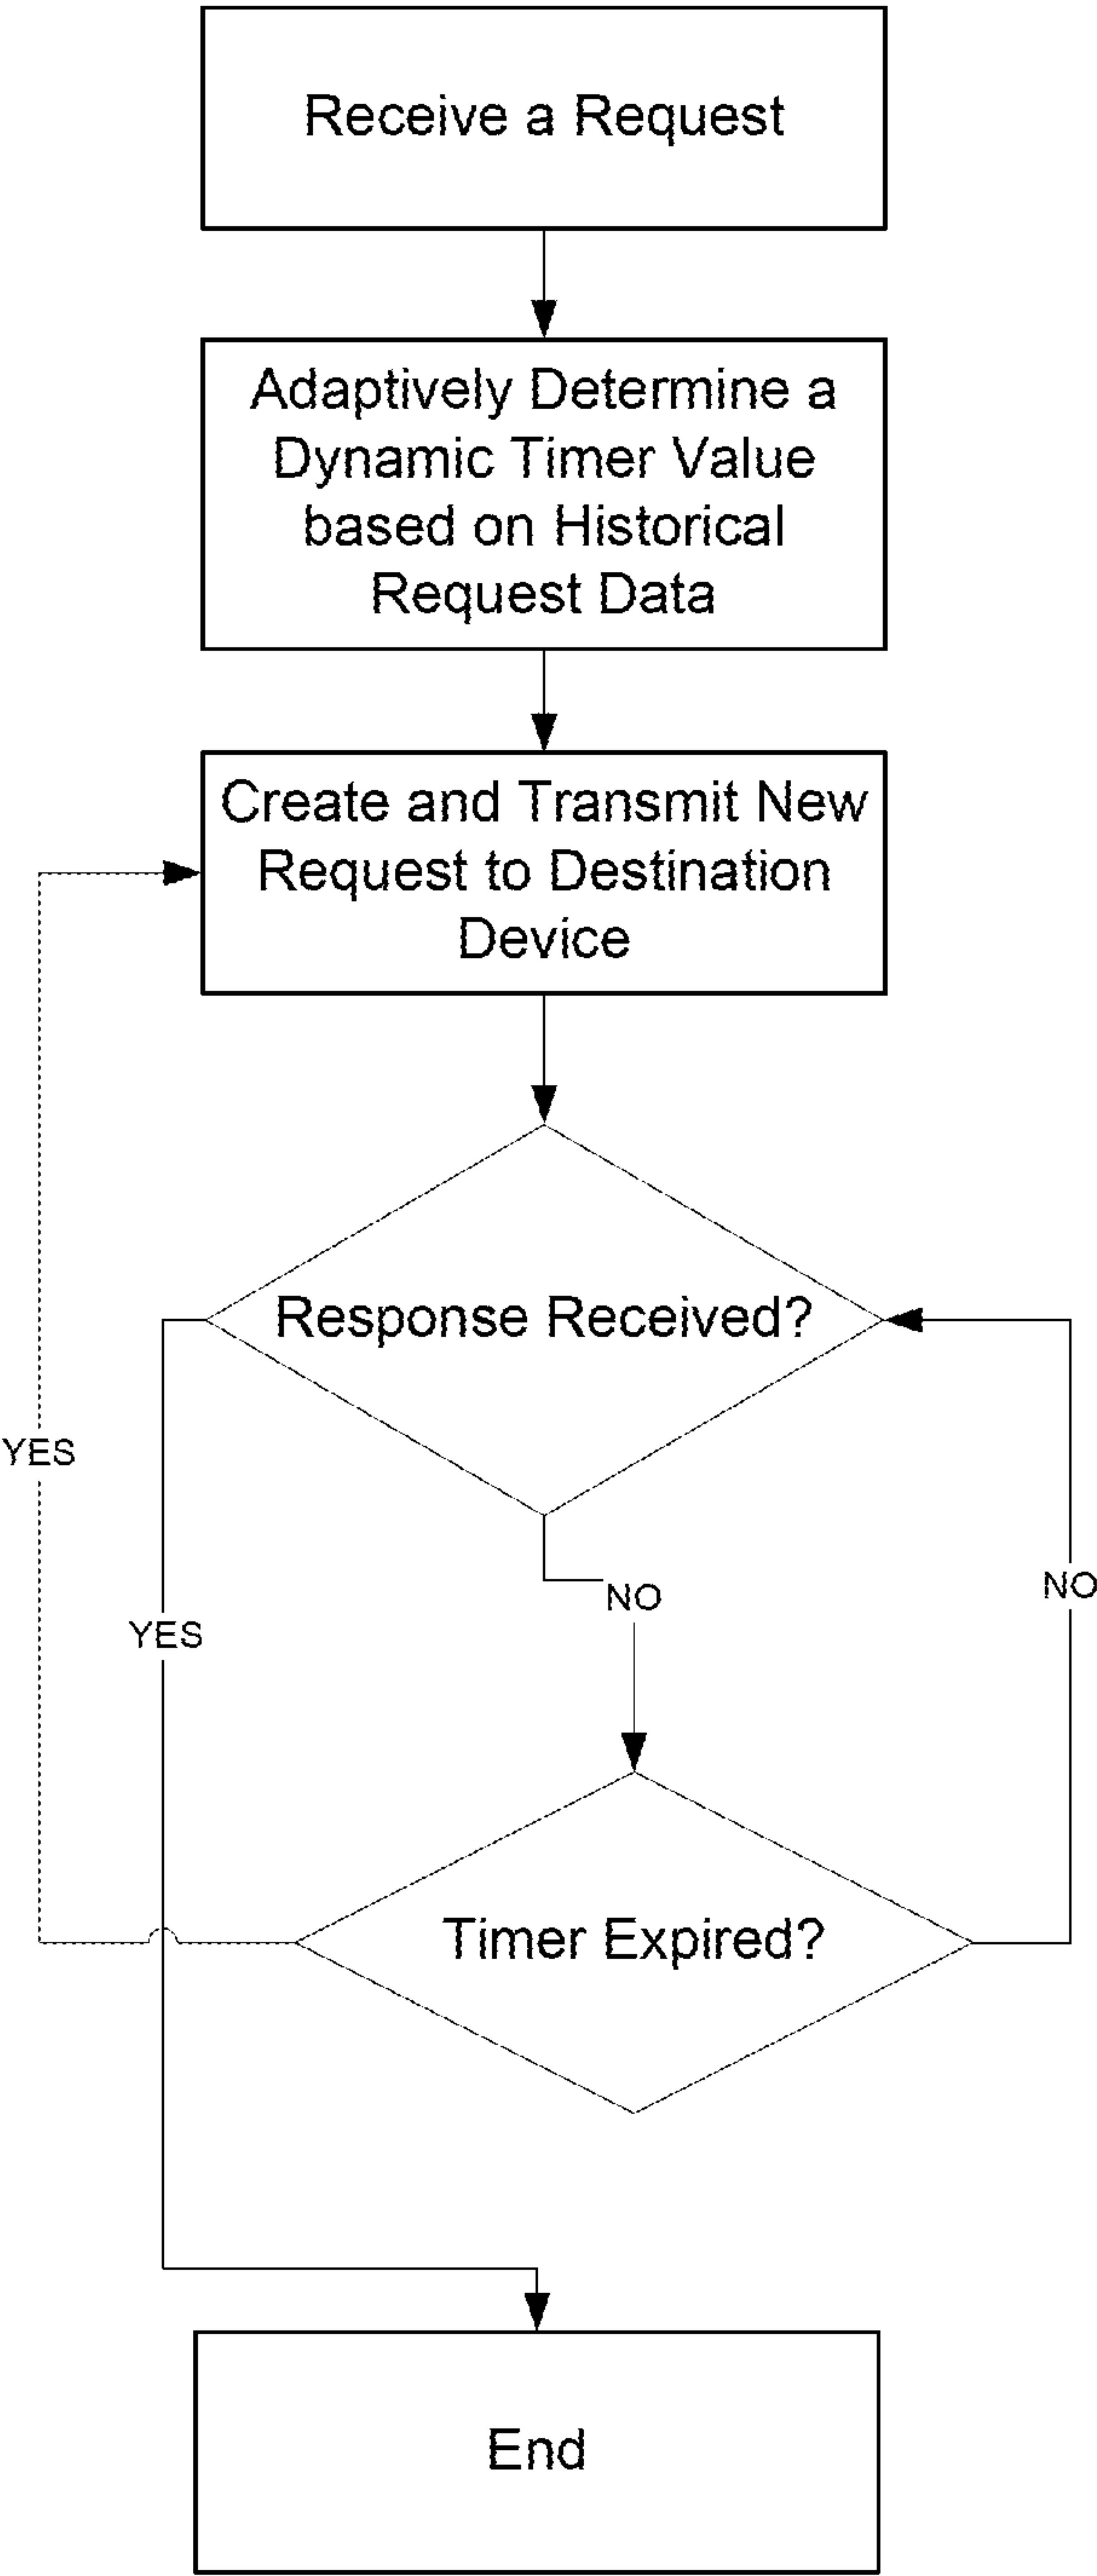 Receive a Request
Adaptively Determine a
Dynamic Timer Value
based on Historical
Request Data
Create and Transmit New
Request to Destination
Device
Response Received?
YES
NO
NO
YES
Timer Expired?
End